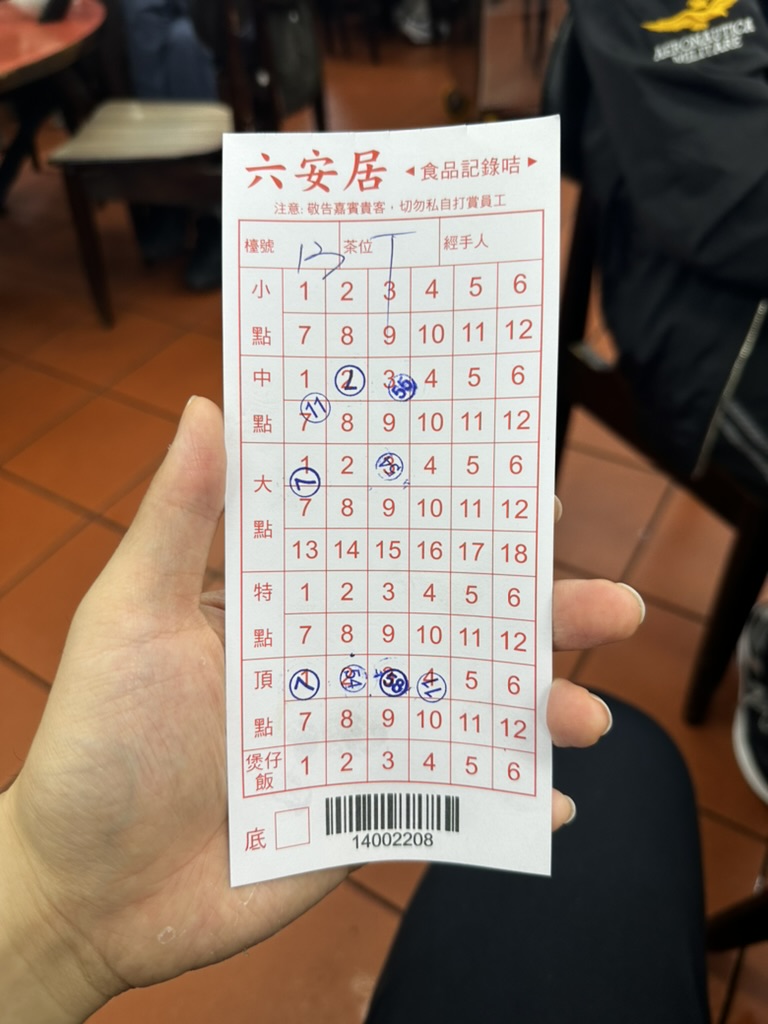 AERONAUTICA
MILITARE
六安居 ◂食品記錄咭▸
注意: 敬告嘉賓貴客，切勿私自打賞員工
檯號 13 茶位 T 經手人
小 1 2 3 4 5 6
點 7 8 9 10 11 12
中 1 2 3 4 5 6
點 7 8 9 10 11 12
大 1 2 3 4 5 6
點 7 8 9 10 11 12
13 14 15 16 17 18
特 1 2 3 4 5 6
點 7 8 9 10 11 12
頂 1 2 3 4 5 6
點 7 8 9 10 11 12
煲仔飯 1 2 3 4 5 6
底
14002208